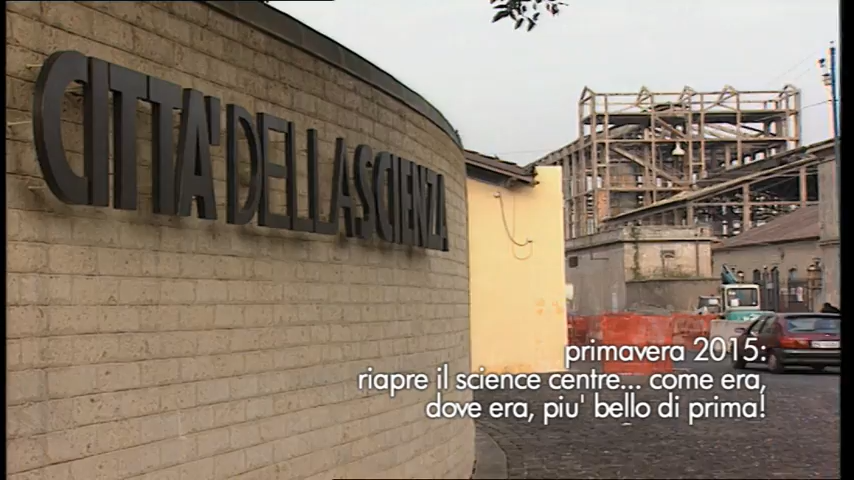 CITTA' DELLA SCIENZA
primavera 2015:
riapre il science centre... come era,
dove era, piu' bello di prima!